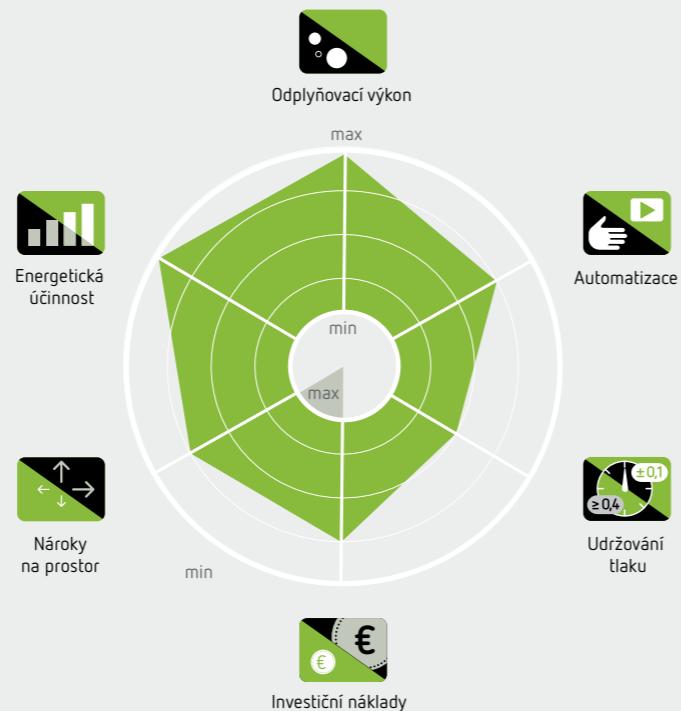 Odplyňovací výkon
max
Energetická
účinnost
Automatizace
min
max
±0,1
≥0,4
Nároky
na prostor
Udržování
tlaku
min
€
€
Investiční náklady